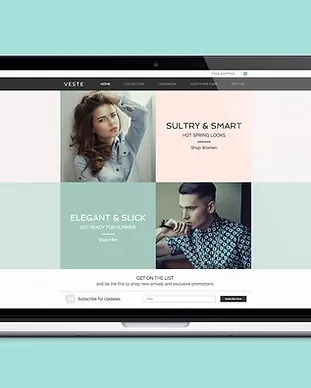 FREE SHIPPING
VESTE HOME COLLECTION LOOKBOOK CUSTOMER CARE VISIT US
SULTRY & SMART
HOT SPRING LOOKS
Shop Women
ELEGANT & SLICK
GET READY FOR SUMMER
Shop Men
GET ON THE LIST
and be the first to shop new arrivals and exclusive promotions.
Subscribe for Updates Subscribe Now